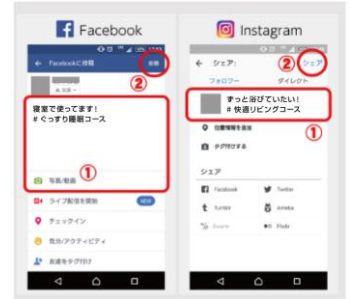 Facebook
Instagram
← Facebookに投稿
投稿
②
寝室で使ってます!
# ぐっすり睡眠コース
①
写真/動画
ライブ配信を開始
NEW
チェックイン
気分/アクティビティ
友達をタグ付け
← シェア:
② シェア
フォロワー
ダイレクト
ずっと浴びていたい!
# 快適リビングコース
①
位置情報を追加
タグ付けする
シェア
Facebook
Twitter
Tumblr
Ameba
Swarm
Flickr